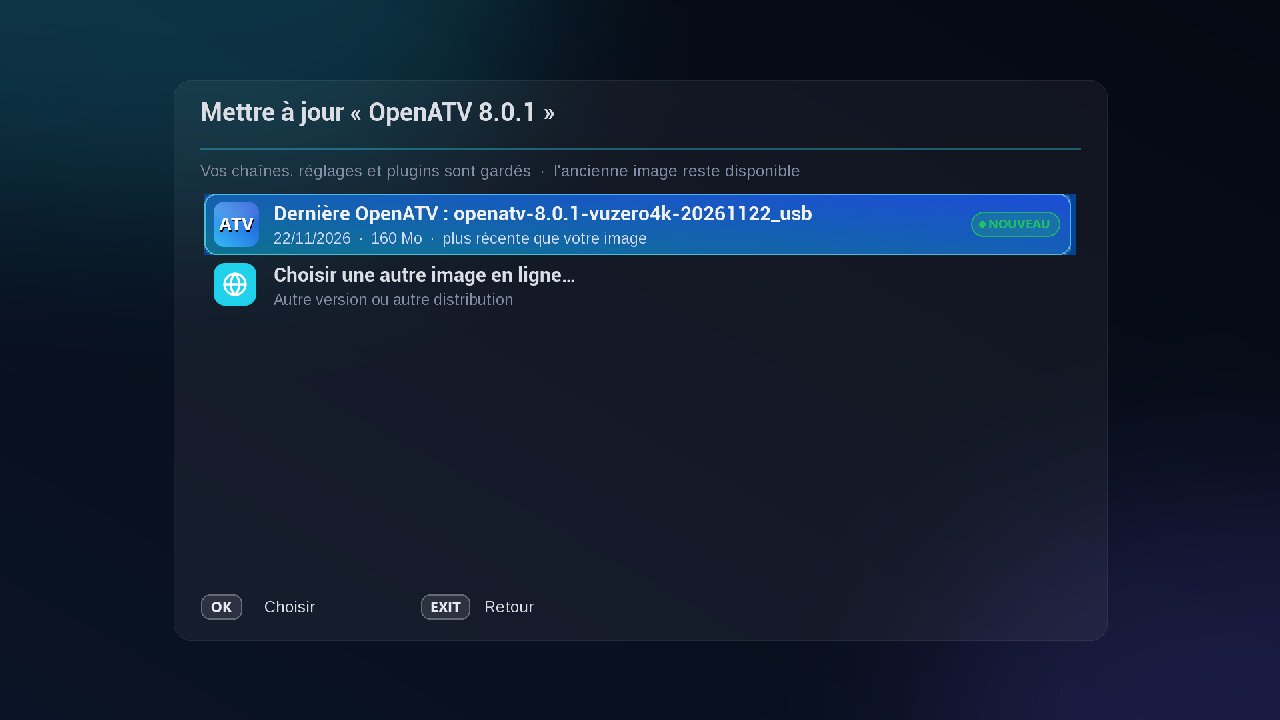 Mettre à jour « OpenATV 8.0.1 »
Vos chaînes, réglages et plugins sont gardés · l'ancienne image reste disponible
ATV
Dernière OpenATV : openatv-8.0.1-vuzero4k-20261122_usb
22/11/2026 · 160 Mo · plus récente que votre image
NOUVEAU
Choisir une autre image en ligne...
Autre version ou autre distribution
OK Choisir EXIT Retour